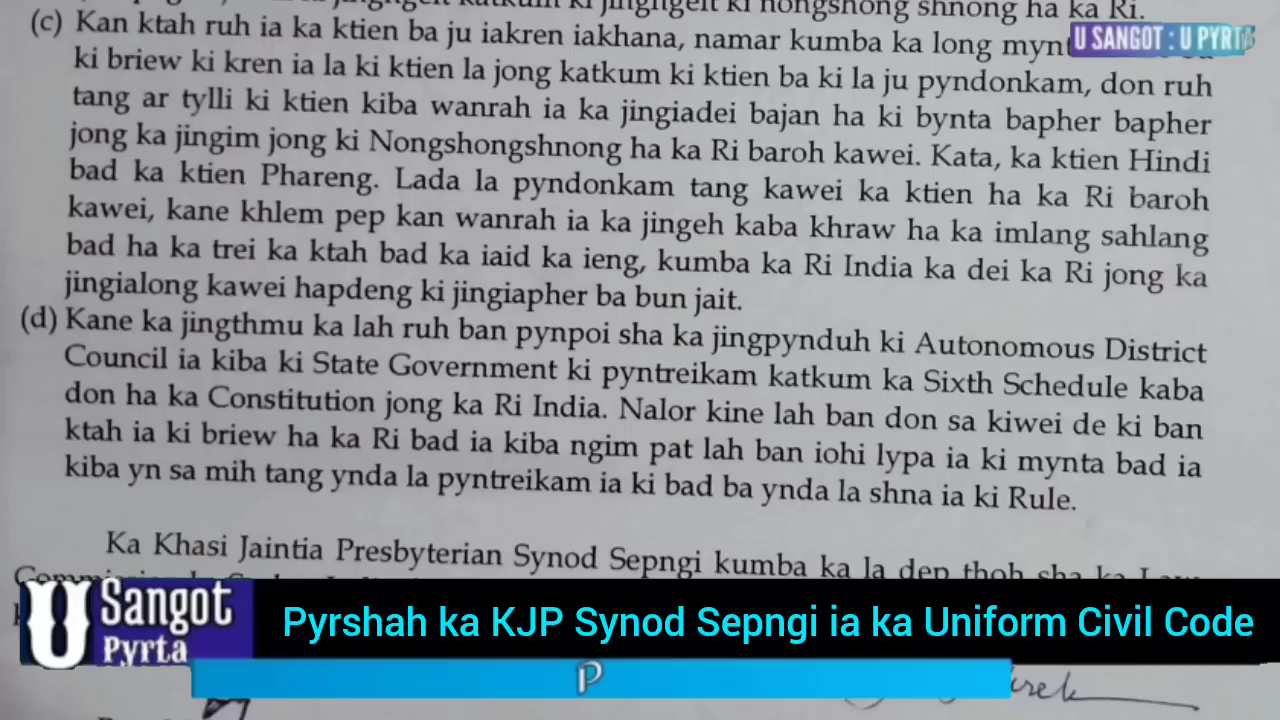 ki hongshong shnong ha ka Ri.
(c) Kan ktah ruh ia ka ktien ba ju iakren iakhana, namar kumba ka long
U SANGOT : U PYRTA
ki briew ki kren ia la ki ktien la jong katkum ki ktien ba ki la ju pyndonkam, don ruh
tang ar tylli ki ktien kiba wanrah ia ka jingiadei bajan ha ki bynta bapher bapher
jong ka jingim jong ki Nongshongshnong ha ka Ri baroh kawei. Kata, ka ktien Hindi
bad ka ktien Phareng. Lada la pyndonkam tang kawei ka ktien ha ka Ri baroh
kawei, kane khlem pep kan wanrah ia ka jingeh kaba khraw ha ka imlang sahlang
bad ha ka trei ka ktah bad ka iaid ka ieng, kumba ka Ri India ka dei ka Ri jong ka
jingialong kawei hapdeng ki jingiapher ba bun jait.
(d) Kane ka jingthmu ka lah ruh ban pynpoi sha ka jingpynduh ki Autonomous District
Council ia kiba ki State Government ki pyntreikam katkum ka Sixth Schedule kaba
don ha ka Constitution jong ka Ri India. Nalor kine lah ban don sa kiwei de ki ban
ktah ia ki briew ha ka Ri bad ia kiba ngim pat lah ban iohi lypa ia ki mynta bad ia
kiba yn sa mih tang ynda la pyntreikam ia ki bad ba ynda la shna ia ki Rule.
Ka Khasi Jaintia Presbyterian Synod Sepngi kumba ka la dep thoh sha ka
U Sangot
Pyrta
Pyrshah ka KJP Synod Sepngi ia ka Uniform Civil Code
P